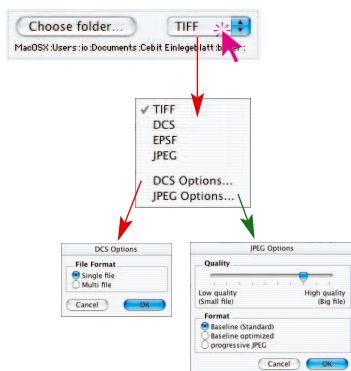 Choose folder... TIFF
MacOSX :Users :io :Documents :Cebit Einlegeblatt :b
✓ TIFF
DCS
EPSF
JPEG
DCS Options...
JPEG Options...
DCS Options
File Format
Single file
Multi file
Cancel OK
JPEG Options
Quality
Low quality High quality
(Small file) (Big file)
Format
Baseline (Standard)
Baseline optimized
progressive JPEG
Cancel OK